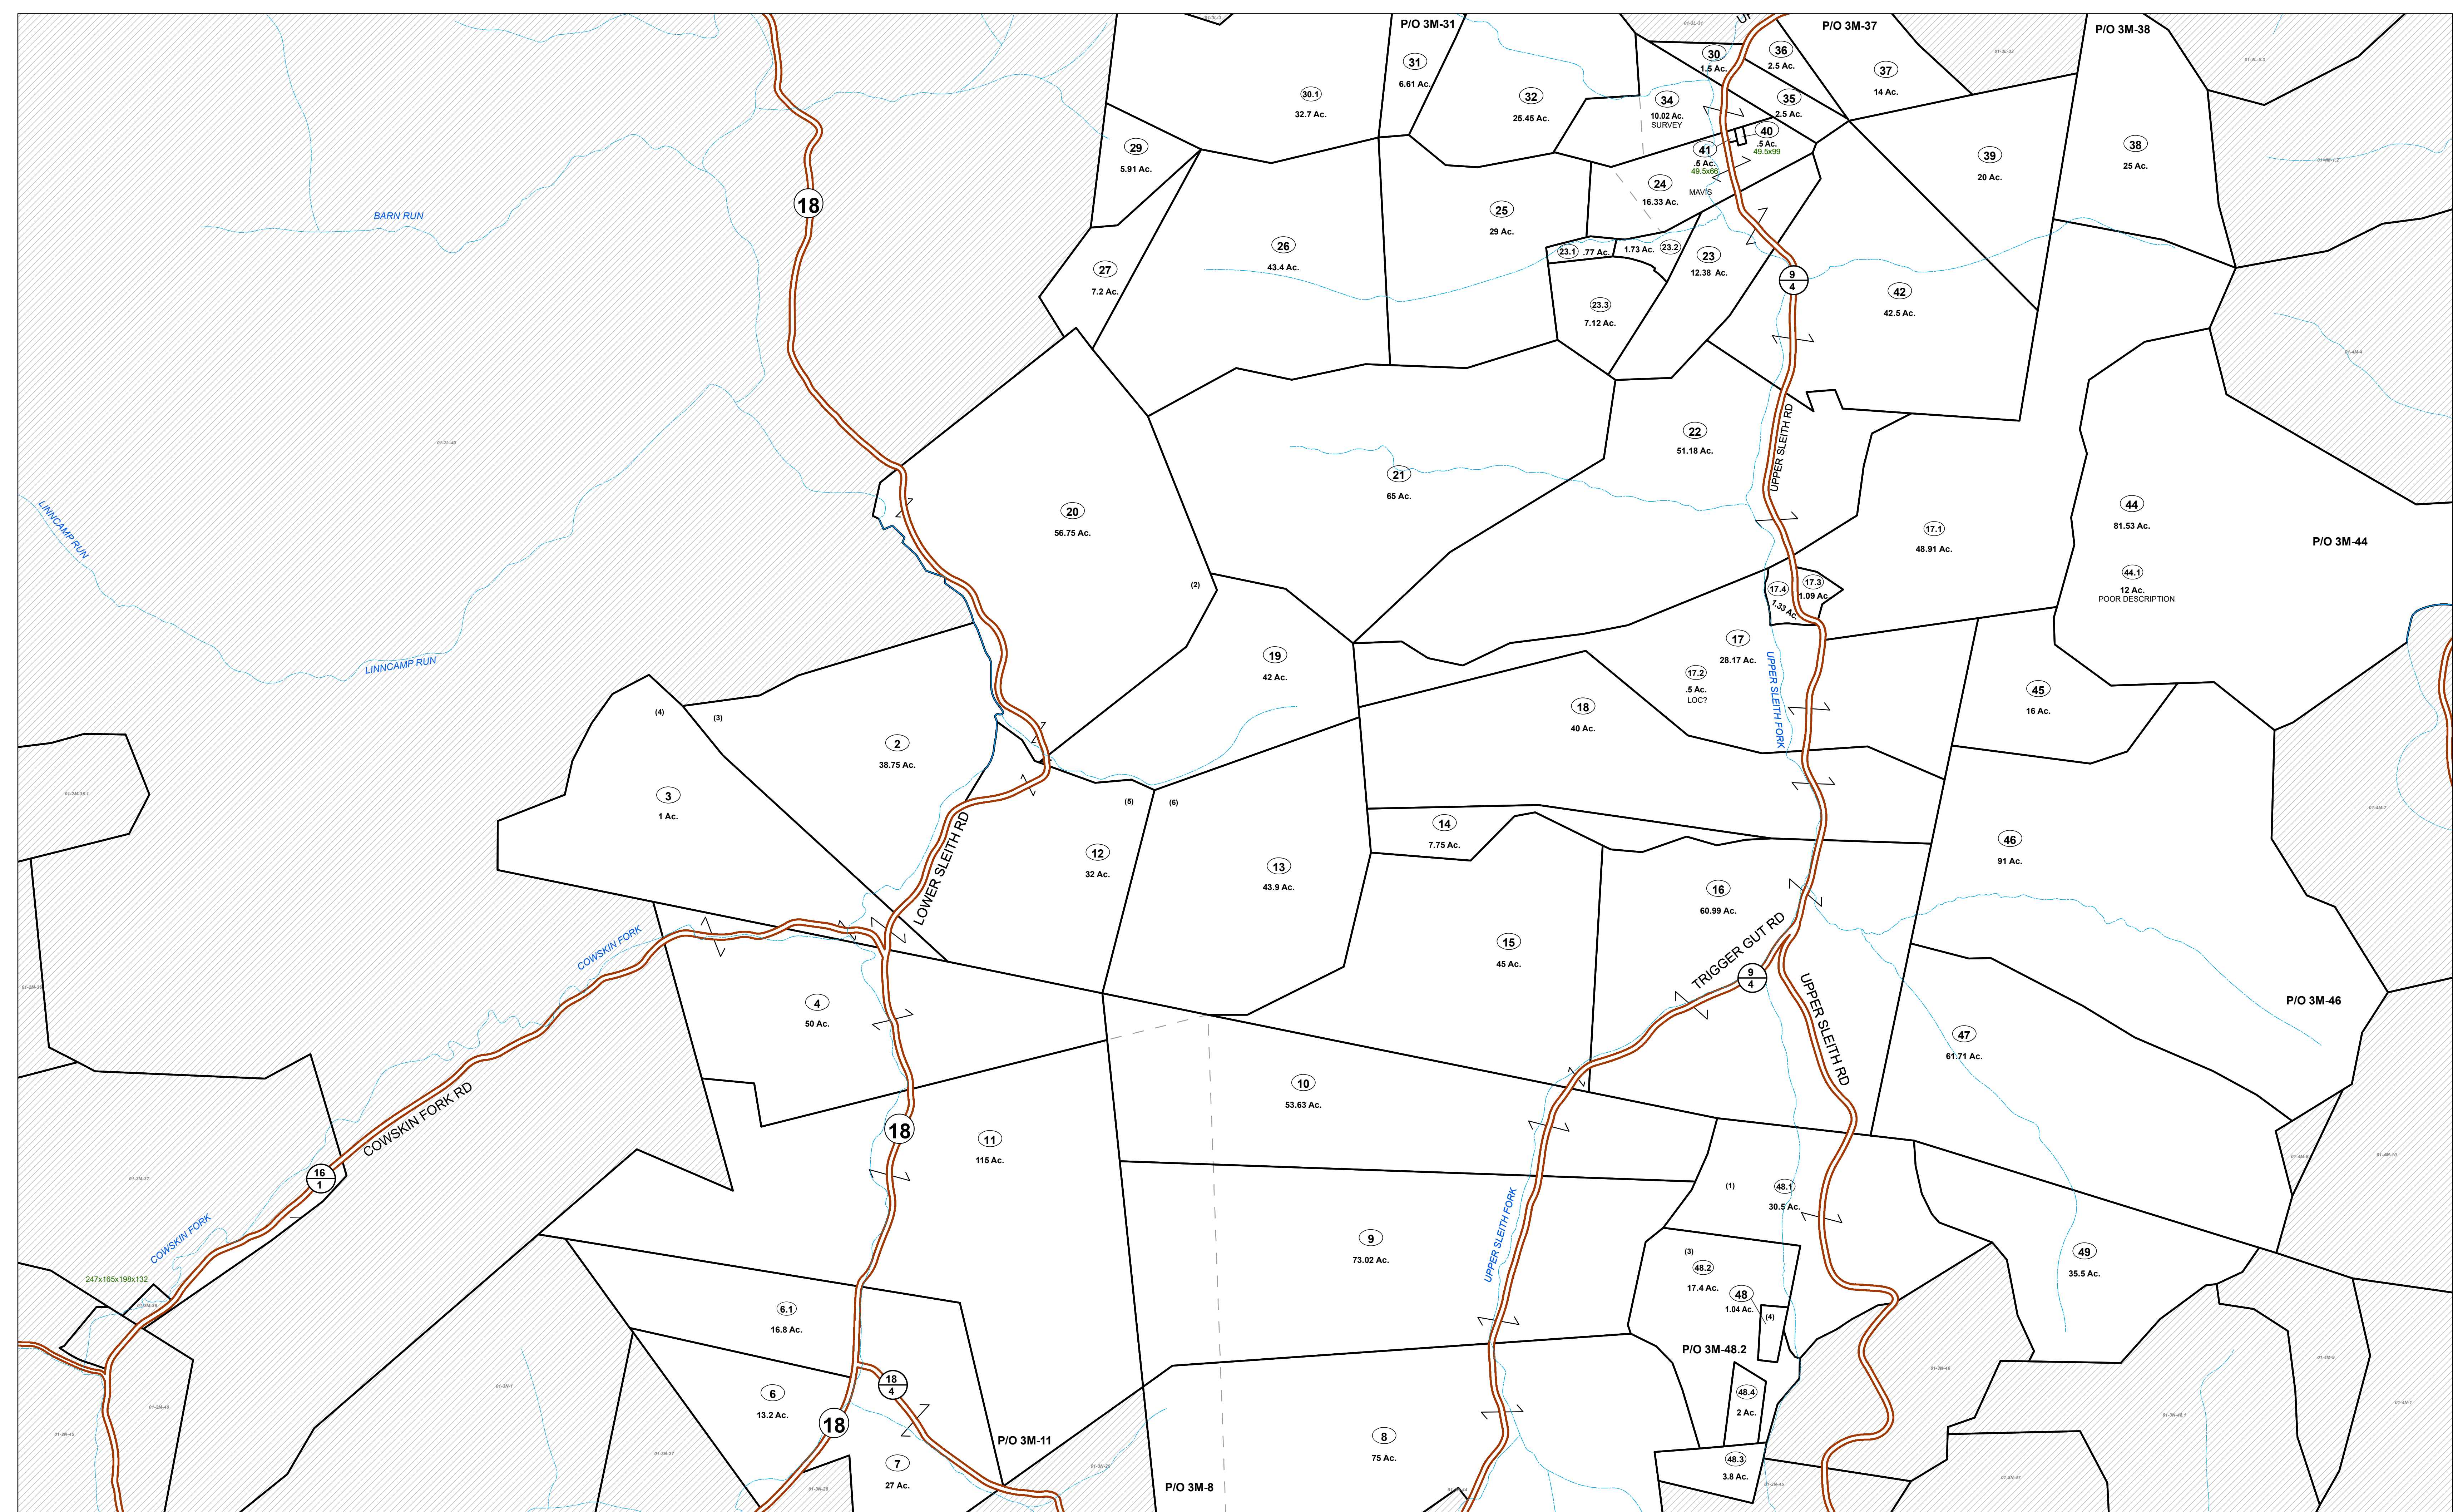 P/O 3M-31
P/O 3M-37
P/O 3M-38
30
1.5 Ac.
36
2.5 Ac.
31
6.61 Ac.
37
14 Ac.
30.1
32.7 Ac.
32
25.45 Ac.
34
10.02 Ac.
SURVEY
35
2.5 Ac.
40
.5 Ac.
49.5x99
41
.5 Ac.
49.5x66
29
5.91 Ac.
38
25 Ac.
39
20 Ac.
24
16.33 Ac.
MAVIS
18
BARN RUN
25
29 Ac.
26
43.4 Ac.
23.1
.77 Ac.
1.73 Ac.
23.2
23
12.38 Ac.
27
7.2 Ac.
9
4
42
42.5 Ac.
23.3
7.12 Ac.
01-4M-4
01-3L-40
22
51.18 Ac.
UPPER SLEITH RD
21
65 Ac.
20
56.75 Ac.
LINNCAMP RUN
44
81.53 Ac.
17.1
48.91 Ac.
P/O 3M-44
44.1
12 Ac.
POOR DESCRIPTION
(2)
17.4
1.33 Ac.
17.3
1.09 Ac.
17
28.17 Ac.
19
42 Ac.
LINNCAMP RUN
17.2
.5 Ac.
LOC?
UPPER SLEITH FORK
45
16 Ac.
18
40 Ac.
(4)
(3)
2
38.75 Ac.
3
1 Ac.
(5)
(6)
01-4M-7
14
7.75 Ac.
46
91 Ac.
12
32 Ac.
13
43.9 Ac.
LOWER SLEITH RD
16
60.99 Ac.
COWSKIN FORK
15
45 Ac.
TRIGGER GUT RD
9
4
4
50 Ac.
P/O 3M-46
UPPER SLEITH RD
47
61.71 Ac.
10
53.63 Ac.
COWSKIN FORK RD
18
11
115 Ac.
16
1
01-4M-10
(1)
48.1
30.5 Ac.
UPPER SLEITH FORK
COWSKIN FORK
9
73.02 Ac.
(3)
48.2
17.4 Ac.
49
35.5 Ac.
247x165x198x132
48
1.04 Ac.
(4)
6.1
16.8 Ac.
P/O 3M-48.2
18
4
6
13.2 Ac.
48.4
2 Ac.
18
P/O 3M-11
8
75 Ac.
7
27 Ac.
48.3
3.8 Ac.
P/O 3M-8